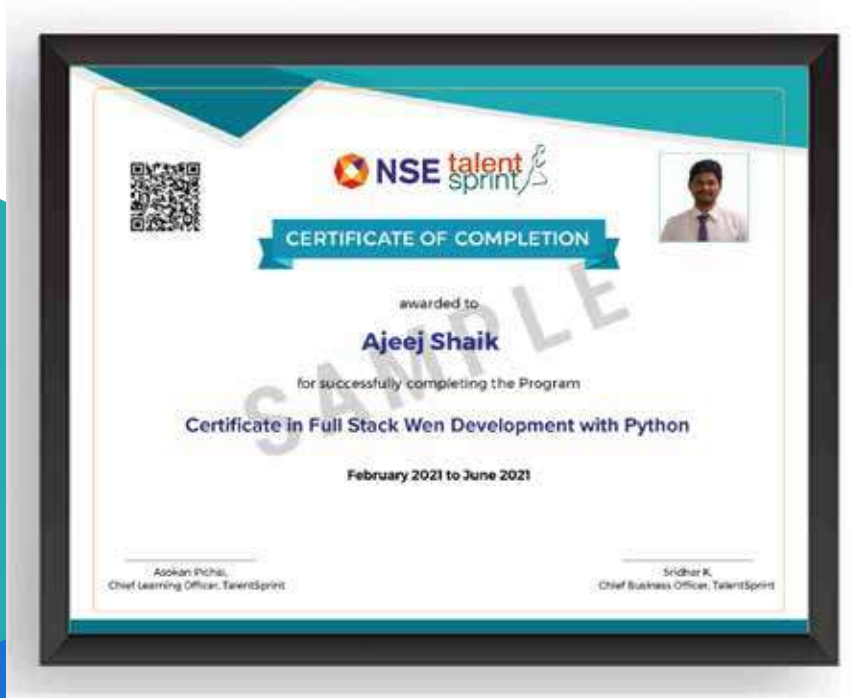 NSE talent
sprint
CERTIFICATE OF COMPLETION
awarded to
Ajeej Shaik
for successfully completing the Program
SAMPLE
Certificate in Full Stack Wen Development with Python
February 2021 to June 2021
Asokan Pichai,
Chief Learning Officer, TalentSprint
Sridhar K.
Chief Business Officer, TalentSprint